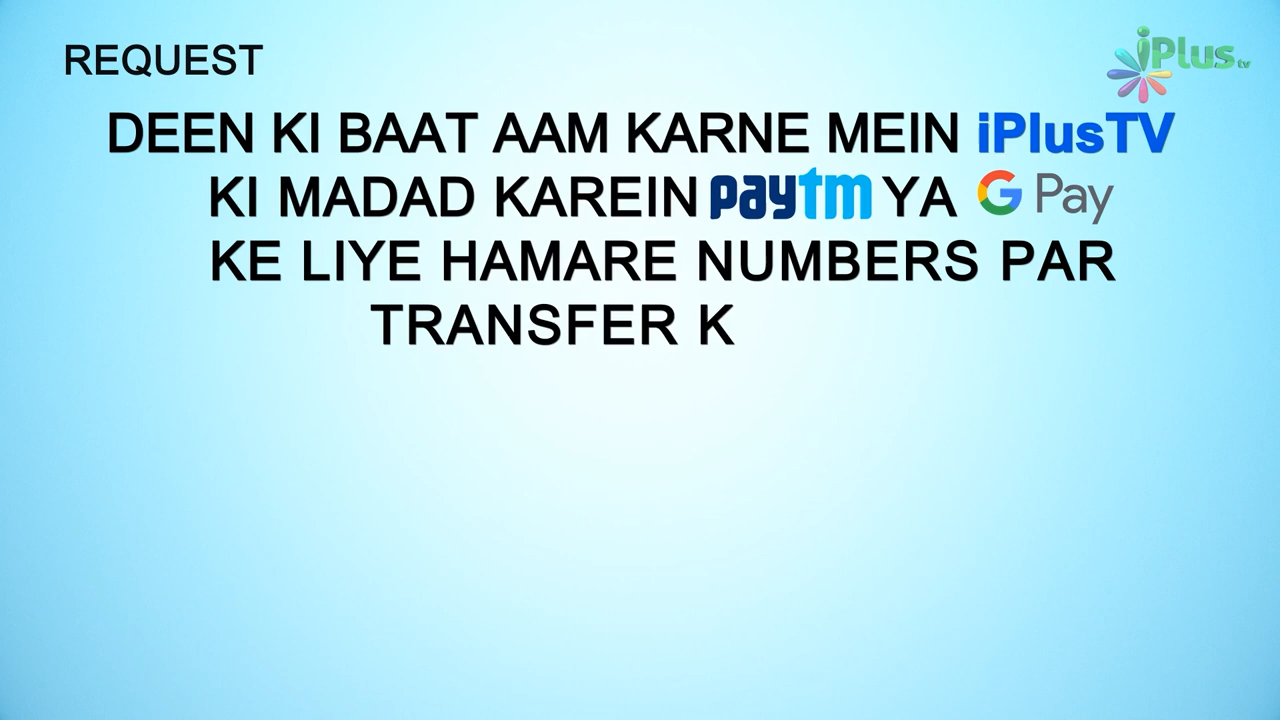 REQUEST
iPlus tv
DEEN KI BAAT AAM KARNE MEIN iPlusTV
KI MADAD KAREIN paytm YA G Pay
KE LIYE HAMARE NUMBERS PAR
TRANSFER K